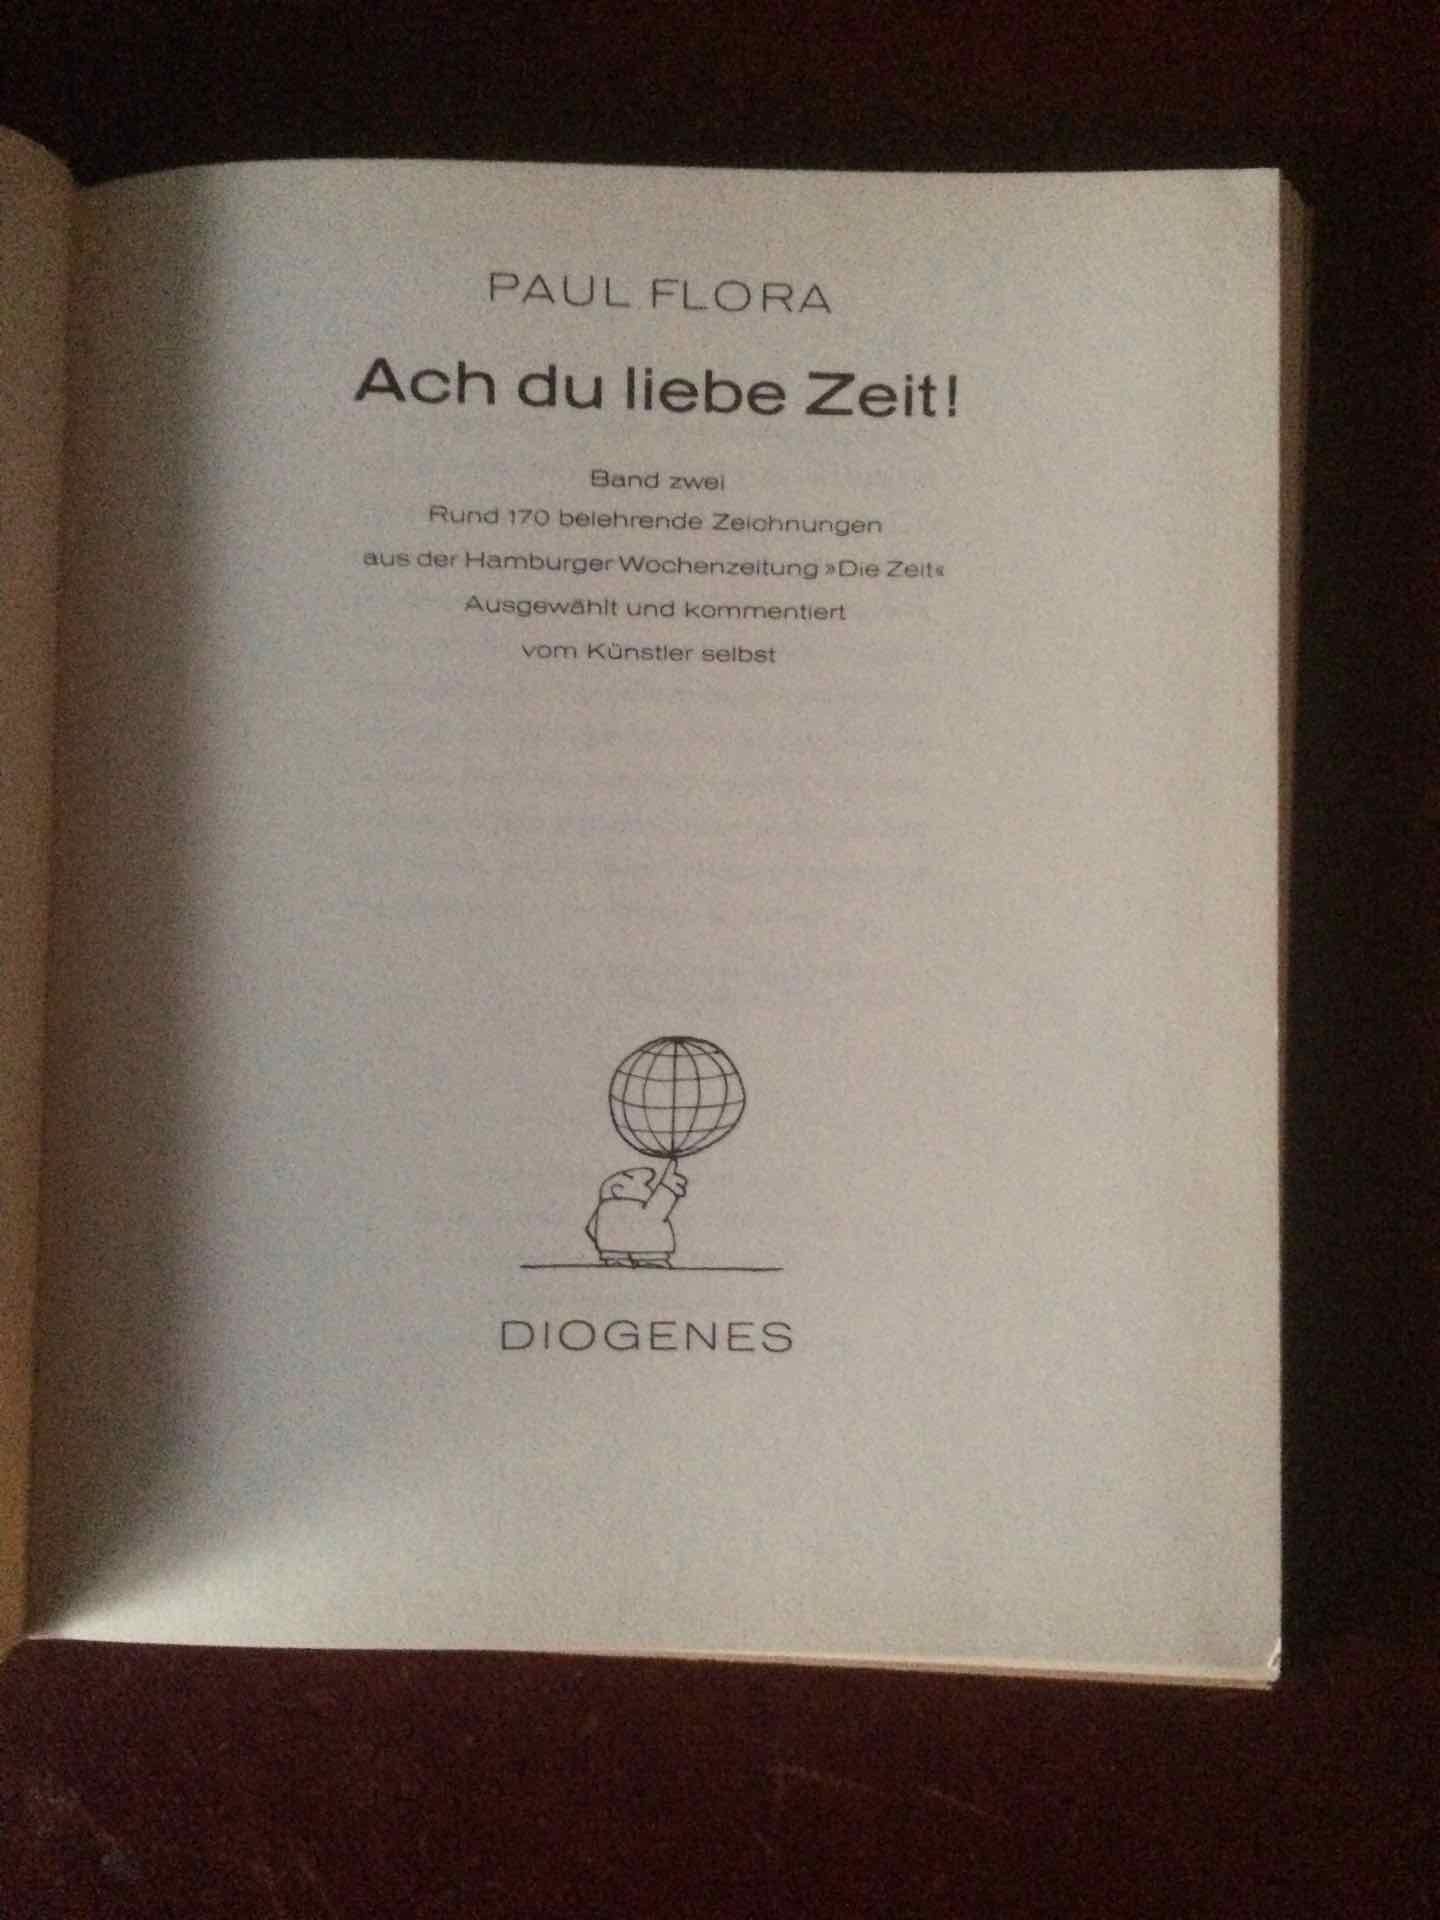 PAUL FLORA
Ach du liebe Zeit!
Band zwei
Rund 170 belehrende Zeichnungen
aus der Hamburger Wochenzeitung »Die Zeit«
Ausgewählt und kommentiert
vom Künstler selbst
DIOGENES